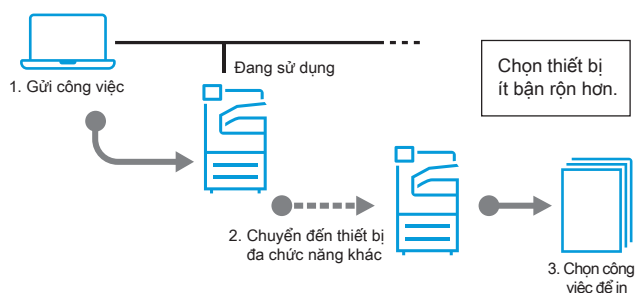 1. Gửi công việc
Đang sử dụng
Chọn thiết bị
ít bận rộn hơn.
2. Chuyển đến thiết bị
đa chức năng khác
3. Chọn công
việc để in